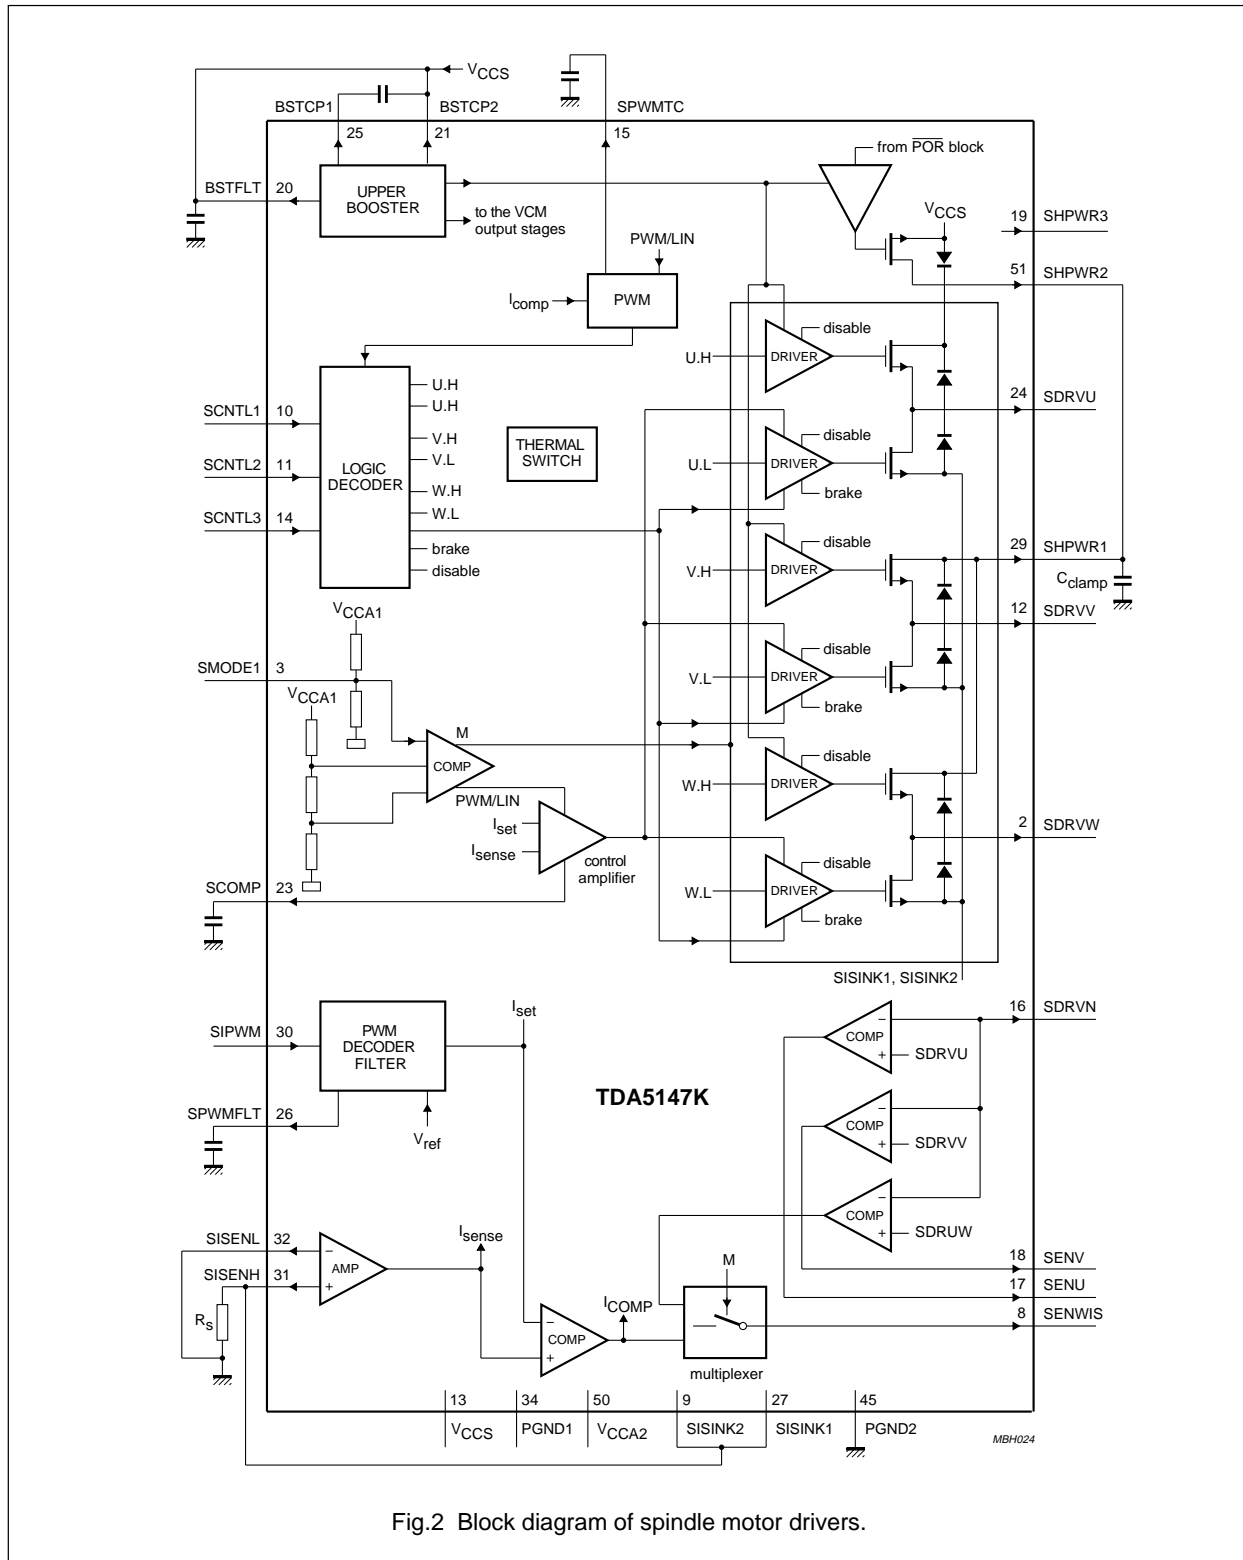 VCCS
BSTCP1
BSTCP2
SPWMTC
25
21
15
from POR block
BSTFLT
20
UPPER
BOOSTER
to the VCM
output stages
VCCS
19
SHPWR3
PWM/LIN
51
SHPWR2
Icomp
PWM
disable
U.H
DRIVER
U.H
U.H
24
SDRVU
SCNTL1
10
V.H
V.L
THERMAL
SWITCH
disable
U.L
DRIVER
brake
SCNTL2
11
LOGIC
DECODER
W.H
W.L
SCNTL3
14
brake
disable
disable
V.H
DRIVER
29
SHPWR1
Cclamp
VCCA1
12
SDRVV
SMODE1
3
disable
V.L
DRIVER
brake
VCCA1
M
COMP
PWM/LIN
disable
W.H
DRIVER
Iset
Isense
control
amplifier
2
SDRVW
disable
W.L
DRIVER
brake
SCOMP
23
SISINK1, SISINK2
SIPWM
30
PWM
DECODER
FILTER
Iset
16
SDRVN
−
COMP
+
SDRVU
SPWMFLT
26
Vref
TDA5147K
−
COMP
+
SDRVV
−
COMP
+
SDRUW
SISENL
32
−
AMP
+
Isense
18
SENV
SISENH
31
M
17
SENU
RS
ICOMP
8
SENWIS
−
COMP
+
multiplexer
13
34
50
9
27
45
VCCS
PGND1
VCCA2
SISINK2
SISINK1
PGND2
MBH024
Fig.2 Block diagram of spindle motor drivers.